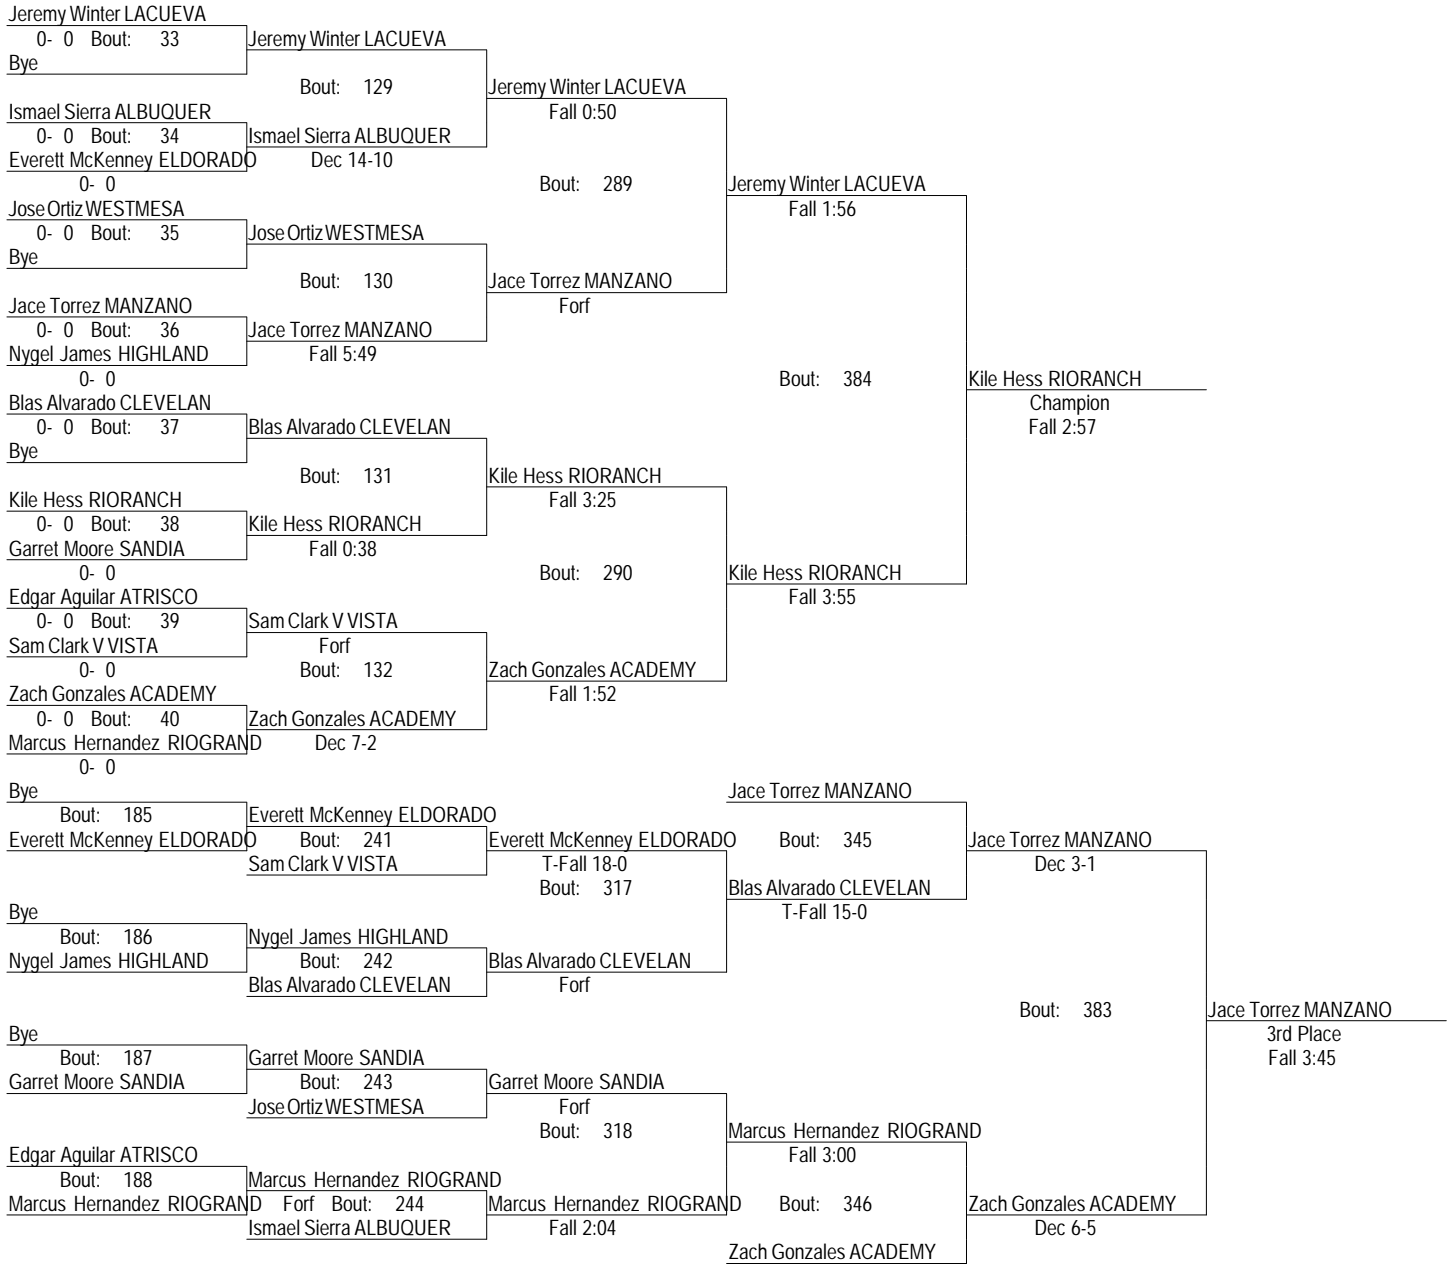 Jeremy Winter LACUEVA
0- 0 Bout: 33 Jeremy Winter LACUEVA
Bye
Bout: 129 Jeremy Winter LACUEVA
Ismael Sierra ALBUQUER Fall 0:50
0- 0 Bout: 34 Ismael Sierra ALBUQUER
Everett McKenney ELDORADO Dec 14-10
0- 0 Bout: 289 Jeremy Winter LACUEVA
Jose Ortiz WESTMESA Fall 1:56
0- 0 Bout: 35 Jose Ortiz WESTMESA
Bye
Bout: 130 Jace Torrez MANZANO
Jace Torrez MANZANO Forf
0- 0 Bout: 36 Jace Torrez MANZANO
Nygel James HIGHLAND Fall 5:49
0- 0 Bout: 384 Kile Hess RIORANCH
Blas Alvarado CLEVELAN Champion
0- 0 Bout: 37 Blas Alvarado CLEVELAN Fall 2:57
Bye
Bout: 131 Kile Hess RIORANCH
Kile Hess RIORANCH Fall 3:25
0- 0 Bout: 38 Kile Hess RIORANCH
Garret Moore SANDIA Fall 0:38
0- 0 Bout: 290 Kile Hess RIORANCH
Edgar Aguilar ATRISCO Fall 3:55
0- 0 Bout: 39 Sam Clark V VISTA
Sam Clark V VISTA Forf
0- 0 Bout: 132 Zach Gonzales ACADEMY
Zach Gonzales ACADEMY Fall 1:52
0- 0 Bout: 40 Zach Gonzales ACADEMY
Marcus Hernandez RIOGRAND Dec 7-2
0- 0
Bye Jace Torrez MANZANO
Bout: 185 Everett McKenney ELDORADO
Everett McKenney ELDORADO Bout: 241 Everett McKenney ELDORADO Bout: 345 Jace Torrez MANZANO
Sam Clark V VISTA T-Fall 18-0 Dec 3-1
Bout: 317 Blas Alvarado CLEVELAN
Bye T-Fall 15-0
Bout: 186 Nygel James HIGHLAND
Nygel James HIGHLAND Bout: 242 Blas Alvarado CLEVELAN
Blas Alvarado CLEVELAN Forf
Bout: 383 Jace Torrez MANZANO
Bye 3rd Place
Bout: 187 Garret Moore SANDIA Fall 3:45
Garret Moore SANDIA Bout: 243 Garret Moore SANDIA
Jose Ortiz WESTMESA Forf
Bout: 318 Marcus Hernandez RIOGRAND
Edgar Aguilar ATRISCO Fall 3:00
Bout: 188 Marcus Hernandez RIOGRAND
Marcus Hernandez RIOGRAND Forf Bout: 244 Marcus Hernandez RIOGRAND Bout: 346 Zach Gonzales ACADEMY
Ismael Sierra ALBUQUER Fall 2:04 Dec 6-5
Zach Gonzales ACADEMY